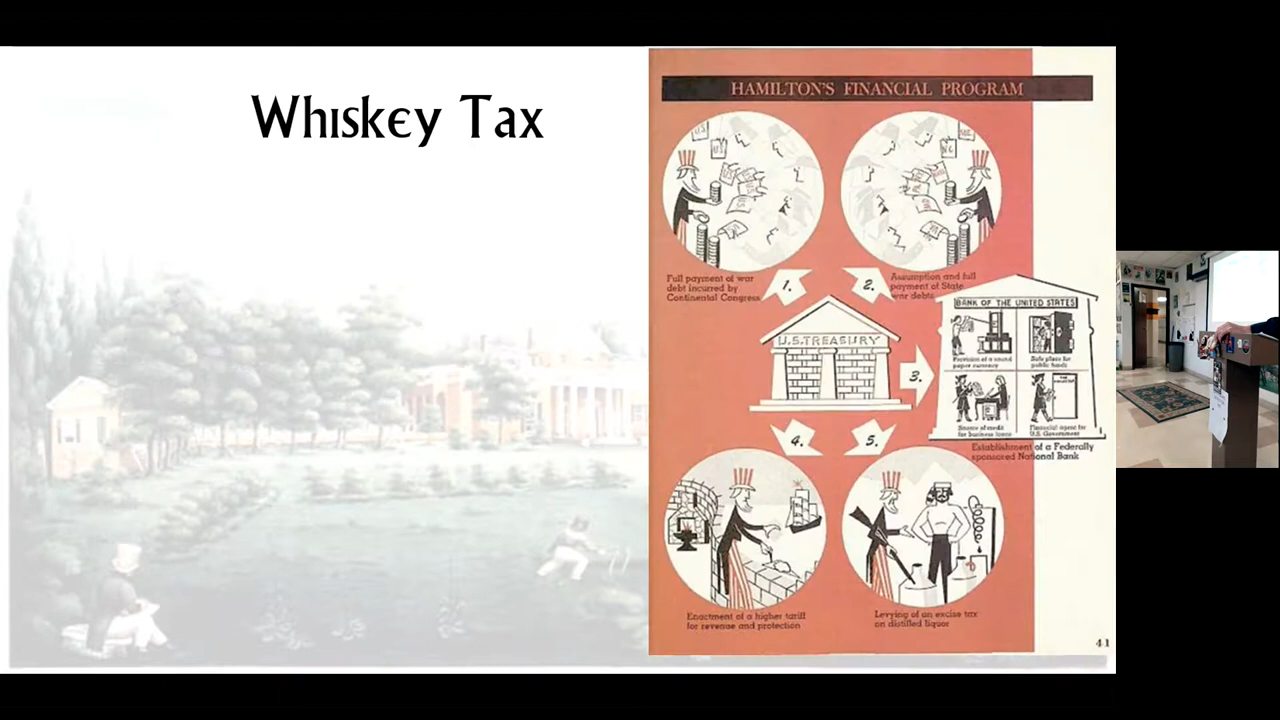 Whiskey Tax
HAMILTON'S FINANCIAL PROGRAM
Full payment of war
debt incurred by
Continental Congress
1.
2.
Assumption and full
payment of State
war debts
U.S. TREASURY
3.
BANK OF THE UNITED STATES
Provision of a sound
paper currency
Safe place for
public funds
Source of credit
for business loans
Financial agent for
U.S. Government
Establishment of a Federally
sponsored National Bank
4.
5.
Enactment of a higher tariff
for revenue and protection
Levying of an excise tax
on distilled liquor
41